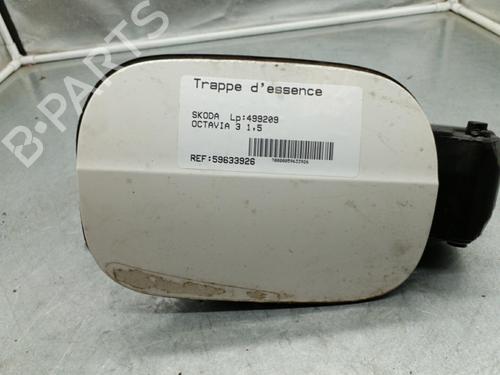 B-PARTS
Trappe d'essence
SKODA Lp:499209
OCTAVIA 3 1,5
REF:59633926